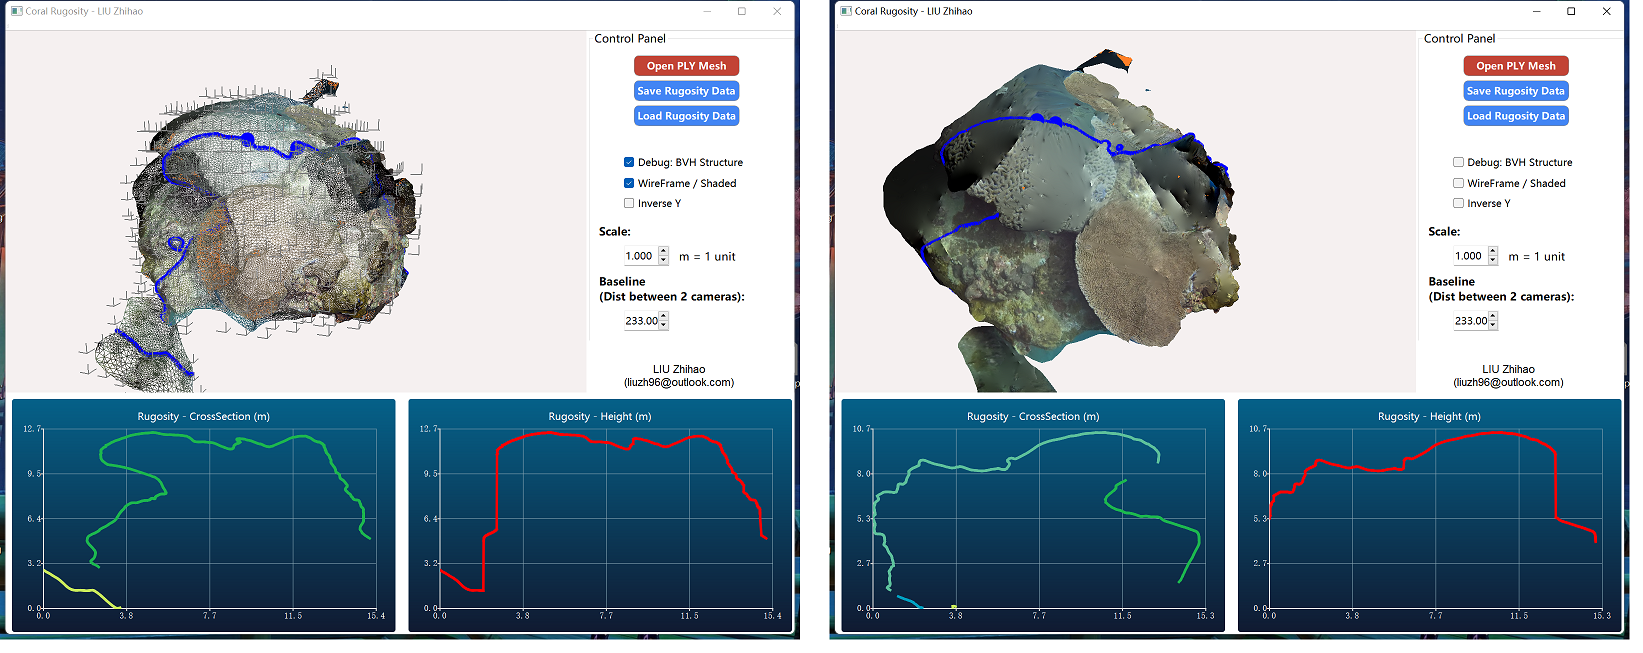 Coral Rugosity - LIU Zhihao
Control Panel
Open PLY Mesh
Save Rugosity Data
Load Rugosity Data
Debug: BVH Structure
WireFrame / Shaded
Inverse Y
Scale:
1.000 m = 1 unit
Baseline
(Dist between 2 cameras):
233.00
LIU Zhihao
(liuzh96@outlook.com)
Rugosity - CrossSection (m)
12.7
9.5
6.4
3.2
0.0
0.0 3.8 7.7 11.5 15.4
Rugosity - Height (m)
12.7
9.5
6.4
3.2
0.0
0.0 3.8 7.7 11.5 15.4
Coral Rugosity - LIU Zhihao
Control Panel
Open PLY Mesh
Save Rugosity Data
Load Rugosity Data
Debug: BVH Structure
WireFrame / Shaded
Inverse Y
Scale:
1.000 m = 1 unit
Baseline
(Dist between 2 cameras):
233.00
LIU Zhihao
(liuzh96@outlook.com)
Rugosity - CrossSection (m)
10.7
8.0
5.3
2.7
0.0
0.0 3.8 7.7 11.5 15.3
Rugosity - Height (m)
10.7
8.0
5.3
2.7
0.0
0.0 3.8 7.7 11.5 15.3